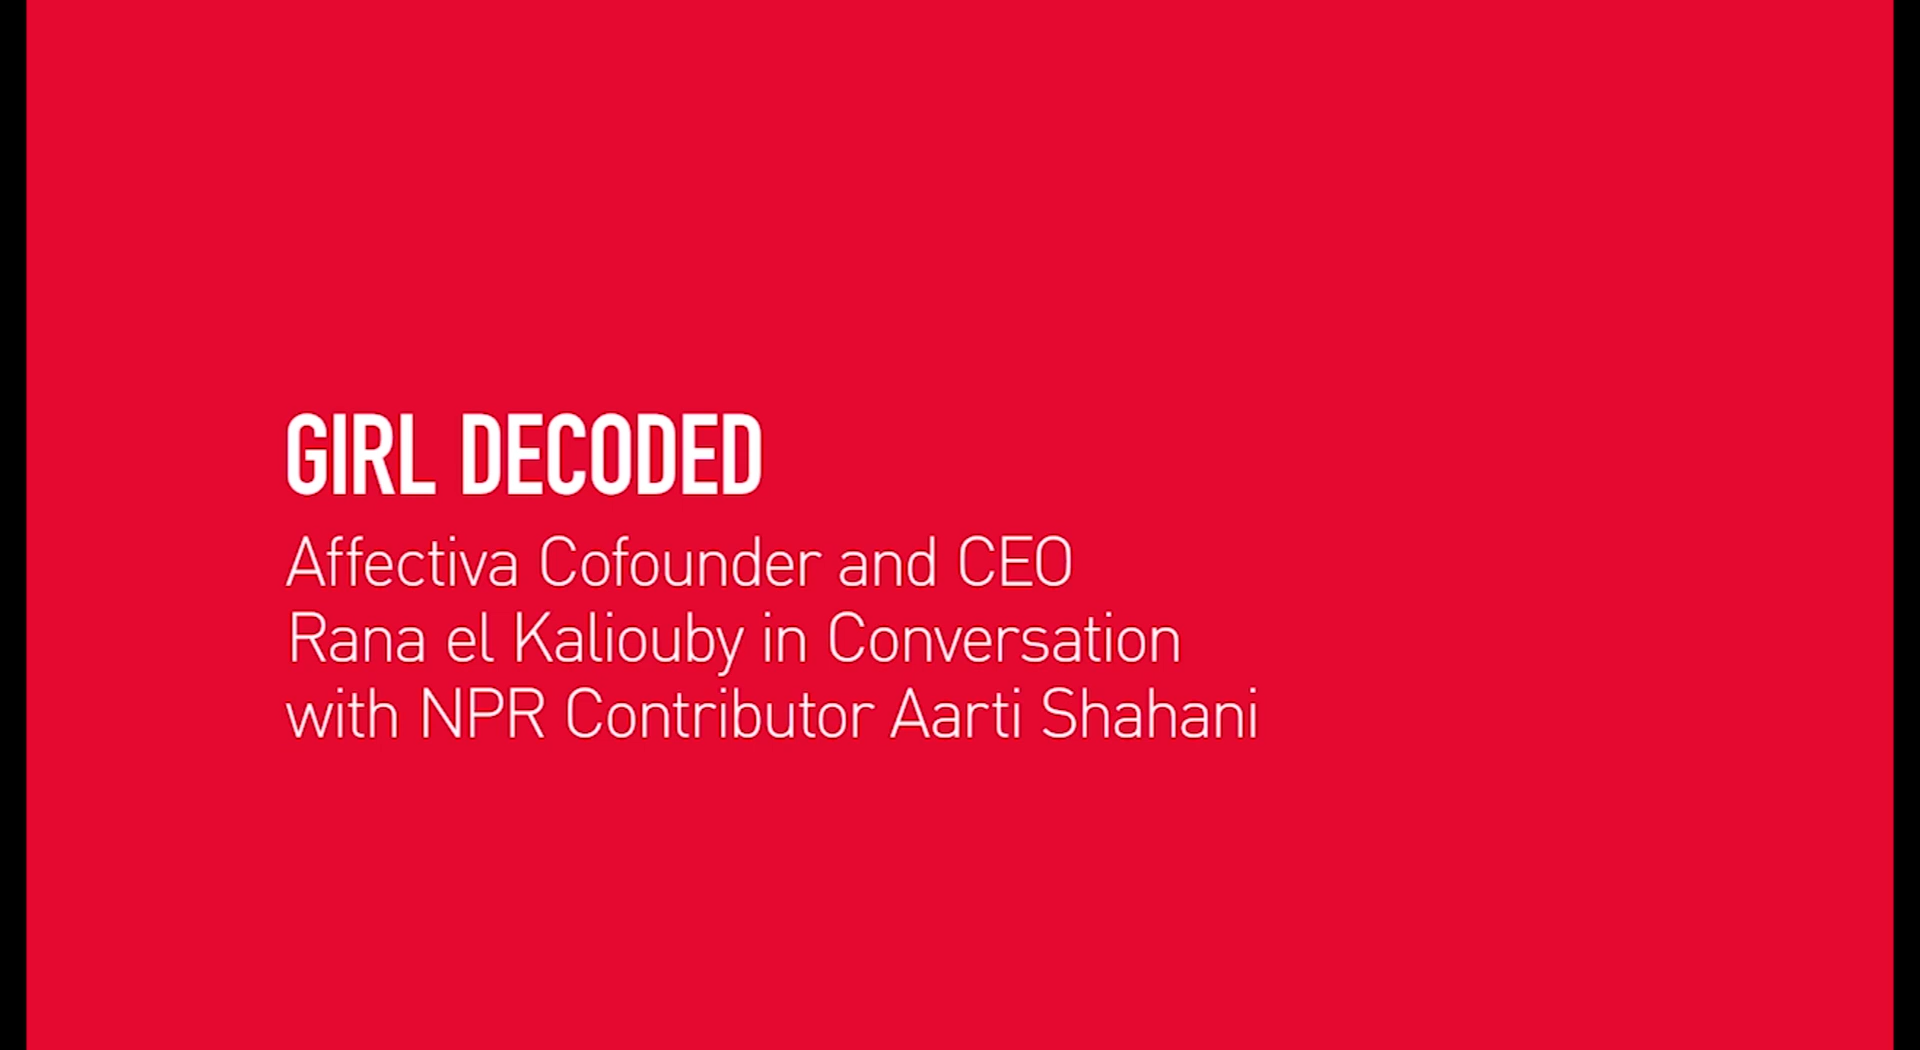 GIRL DECODED
Affectiva Cofounder and CEO
Rana el Kaliouby in Conversation
with NPR Contributor Aarti Shahani